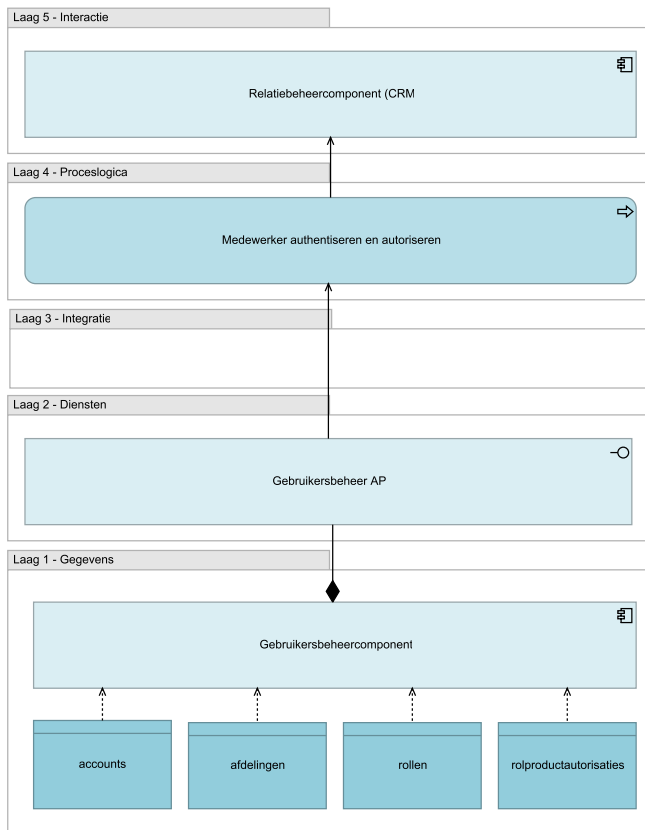 Laag 5 - Interactie
Relatiebeheercomponent (CRM
Laag 4 - Proceslogica
Medewerker authentiseren en autoriseren
Laag 3 - Integratie
Laag 2 - Diensten
Gebruikersbeheer AP
Laag 1 - Gegevens
Gebruikersbeheercomponent
accounts
afdelingen
rollen
rolproductautorisaties